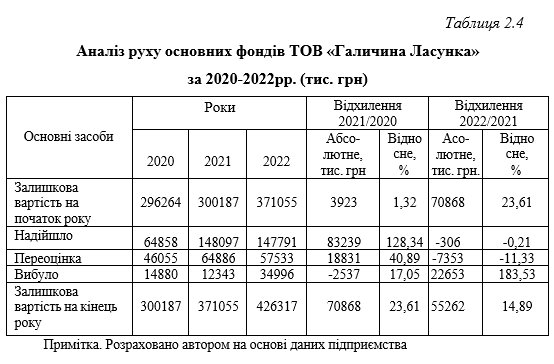 Таблиця 2.4
Аналіз руху основних фондів ТОВ «Галичина Ласунка»
за 2020-2022рр. (тис. грн)
Основні засоби Роки Відхилення 2021/2020 Відхилення 2022/2021
2020 2021 2022 Абсо-лютне, тис. грн Відно сне, % Асо-лютне, тис. грн. Відно сне, %
Залишкова вартість на початок року 296264 300187 371055 3923 1,32 70868 23,61
Надійшло 64858 148097 147791 83239 128,34 -306 -0,21
Переоцінка 46055 64886 57533 18831 40,89 -7353 -11,33
Вибуло 14880 12343 34996 -2537 17,05 22653 183,53
Залишкова вартість на кінець року 300187 371055 426317 70868 23,61 55262 14,89
Примітка. Розраховано автором на основі даних підприємства